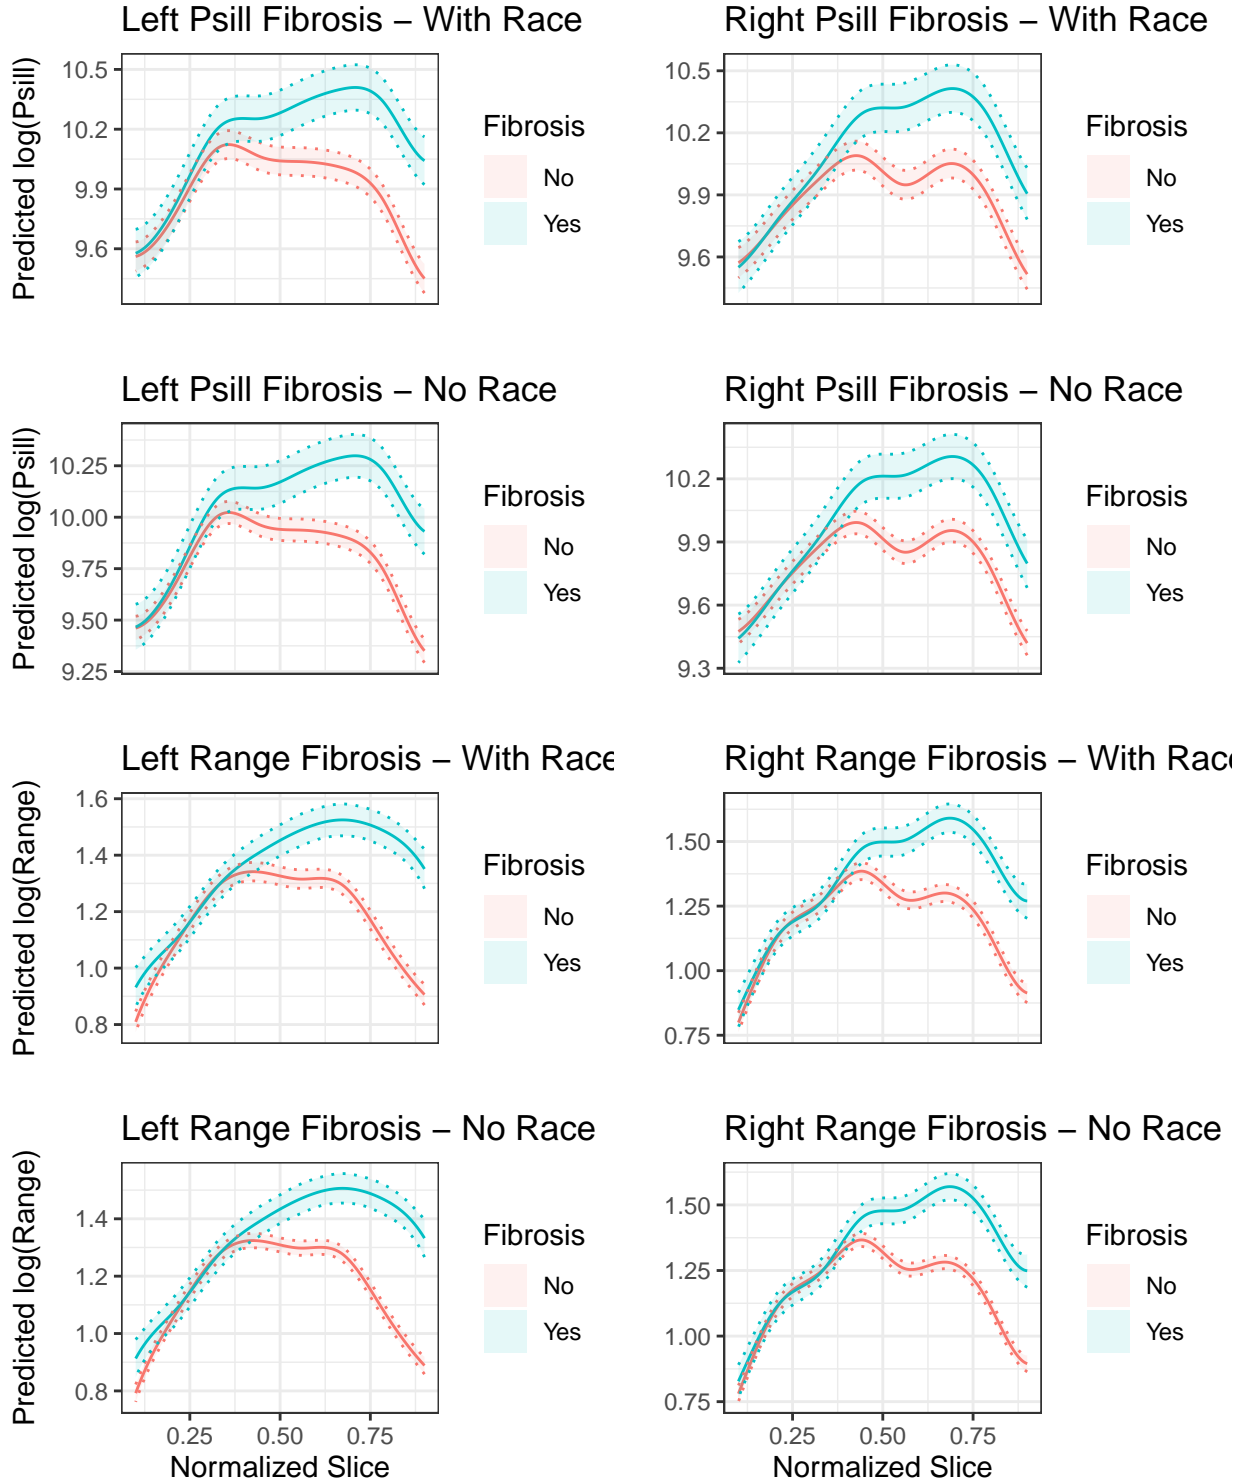 Left Psill Fibrosis – With Race
Predicted log(Psill)
10.5
10.2
9.9
9.6
Fibrosis
No
Yes
Right Psill Fibrosis – With Race
10.5
10.2
9.9
9.6
Fibrosis
No
Yes
Left Psill Fibrosis – No Race
Predicted log(Psill)
10.25
10.00
9.75
9.50
9.25
Fibrosis
No
Yes
Right Psill Fibrosis – No Race
10.2
9.9
9.6
9.3
Fibrosis
No
Yes
Left Range Fibrosis – With Race
Predicted log(Range)
1.6
1.4
1.2
1.0
0.8
Fibrosis
No
Yes
Right Range Fibrosis – With Race
1.50
1.25
1.00
0.75
Fibrosis
No
Yes
Left Range Fibrosis – No Race
Predicted log(Range)
1.4
1.2
1.0
0.8
0.25 0.50 0.75
Normalized Slice
Fibrosis
No
Yes
Right Range Fibrosis – No Race
1.50
1.25
1.00
0.75
0.25 0.50 0.75
Normalized Slice
Fibrosis
No
Yes